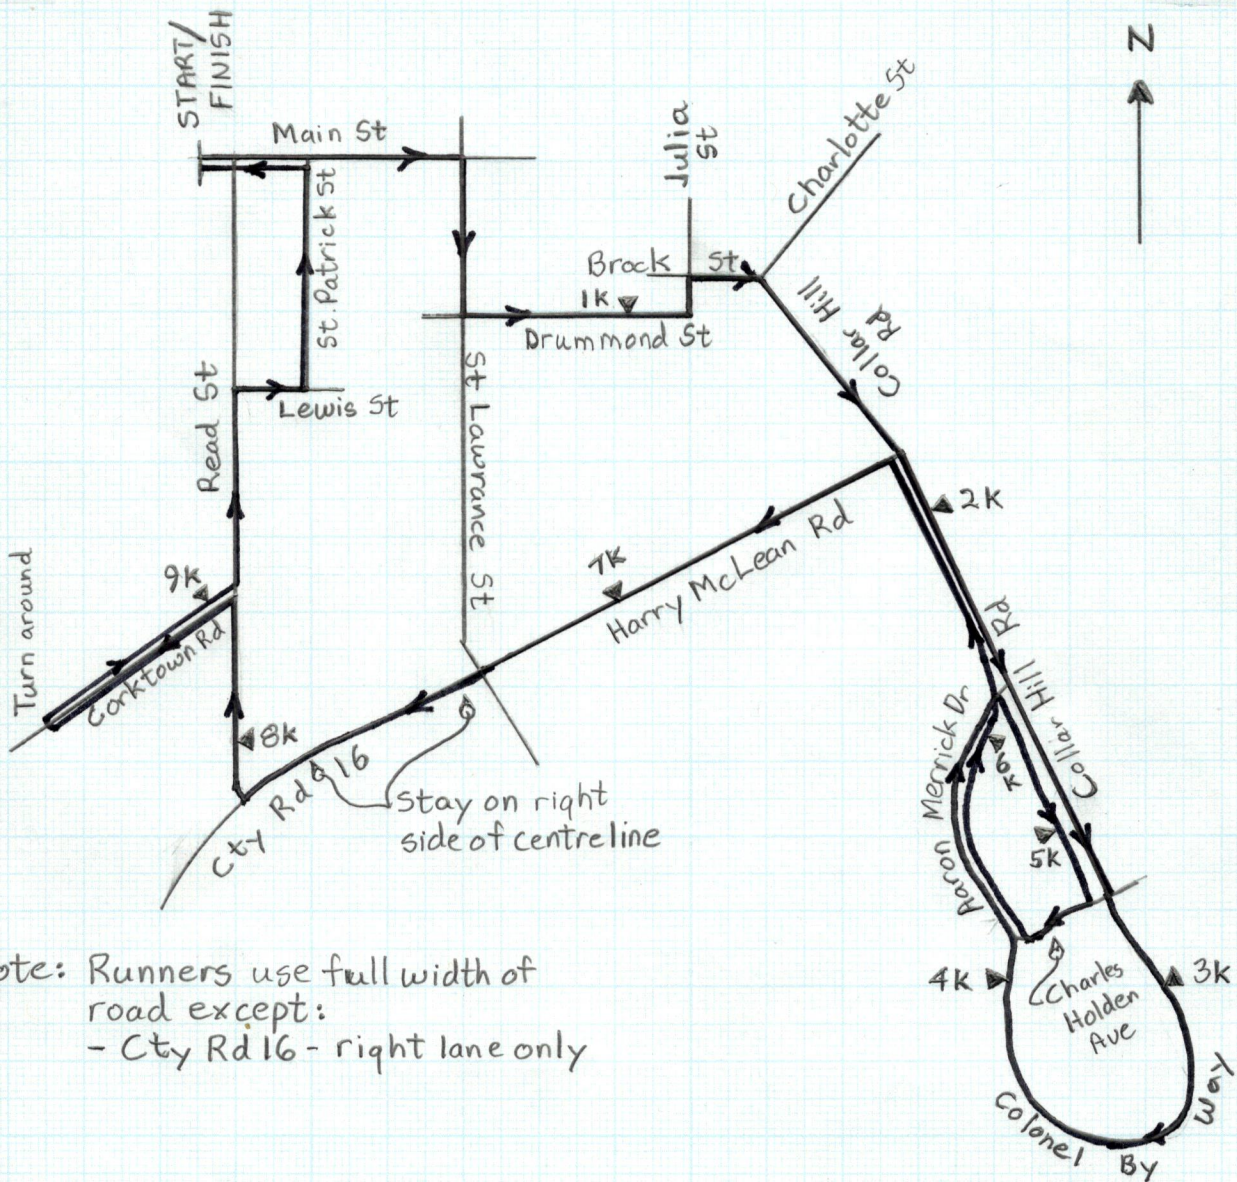 START/
FINISH
Main St
Julia
St
Charlotte St
N
Brock St
1K
Drummond St
Collar Hill
Rd
St. Patrick St
Lewis St
Read St
St Lawrance St
2K
7K
Harry McLean Rd
9K
Turn around
Corktown Rd
8K
Cty Rd 16
Stay on right
side of centreline
Collar Hill Rd
Aaron Merrick Dr
6K
5K
4K
3K
Charles
Holden
Ave
Colonel By Way
ote: Runners use full width of
road except:
- Cty Rd 16 - right lane only